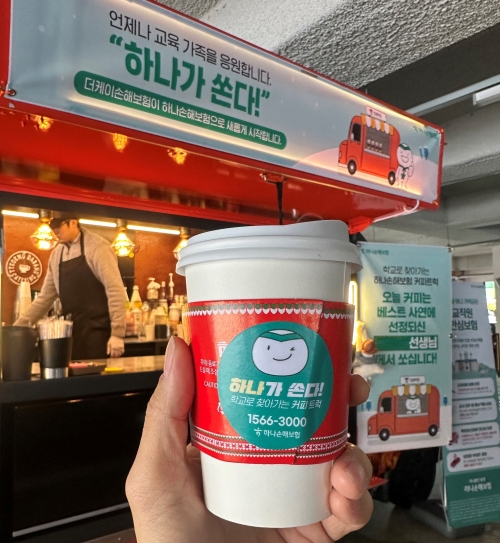 언제나 교육 가족을 응원합니다.
“하나가 쏜다!”
더케이손해보험이 하나손해보험으로 새롭게 시작합니다.
학교로 찾아가는
하나손해보험 커피트럭
오늘 커피는
베스트 사연에
선정되신
선생님
께서 쏘십니다!
하나가 쏜다!
학교로 찾아가는 커피 트럭
1566-3000
하나손해보험
하나손해보험